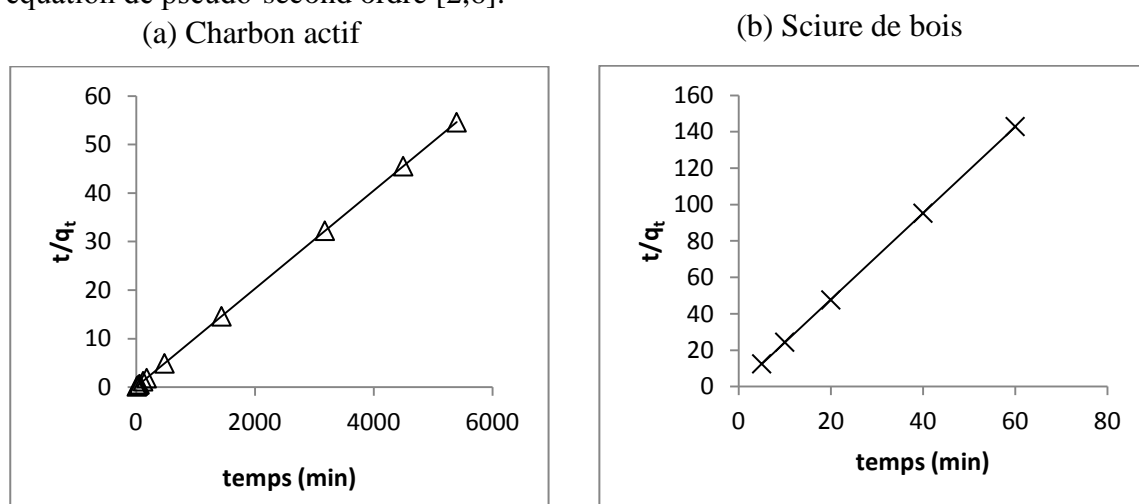 équation de pseudo-second ordre [2,6].
(a) Charbon actif
(b) Sciure de bois
60
50
40
30
20
10
0
t/qt
0 2000 4000 6000
temps (min)
160
140
120
100
80
60
40
20
0
t/qt
0 20 40 60 80
temps (min)